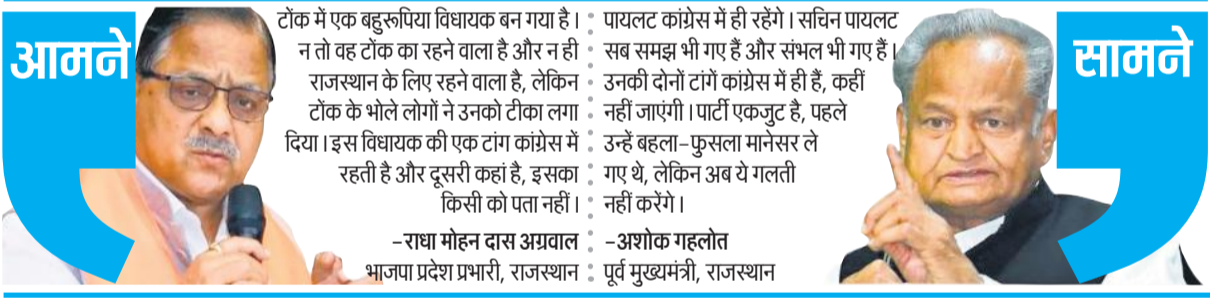 आमने
टोंक में एक बहुरूपिया विधायक बन गया है।
न तो वह टोंक का रहने वाला है और न ही
राजस्थान के लिए रहने वाला है, लेकिन
टोंक के भोले लोगों ने उनको टीका लगा
दिया। इस विधायक की एक टांग कांग्रेस में
रहती है और दूसरी कहां है, इसका
किसी को पता नहीं।
–राधा मोहन दास अग्रवाल
भाजपा प्रदेश प्रभारी, राजस्थान
पायलट कांग्रेस में ही रहेंगे। सचिन पायलट
सब समझ भी गए हैं और संभल भी गए हैं।
उनकी दोनों टांगें कांग्रेस में ही हैं, कहीं
नहीं जाएंगी। पार्टी एकजुट है, पहले
उन्हें बहला–फुसला मानेसर ले
गए थे, लेकिन अब ये गलती
नहीं करेंगे।
–अशोक गहलोत
पूर्व मुख्यमंत्री, राजस्थान
सामने